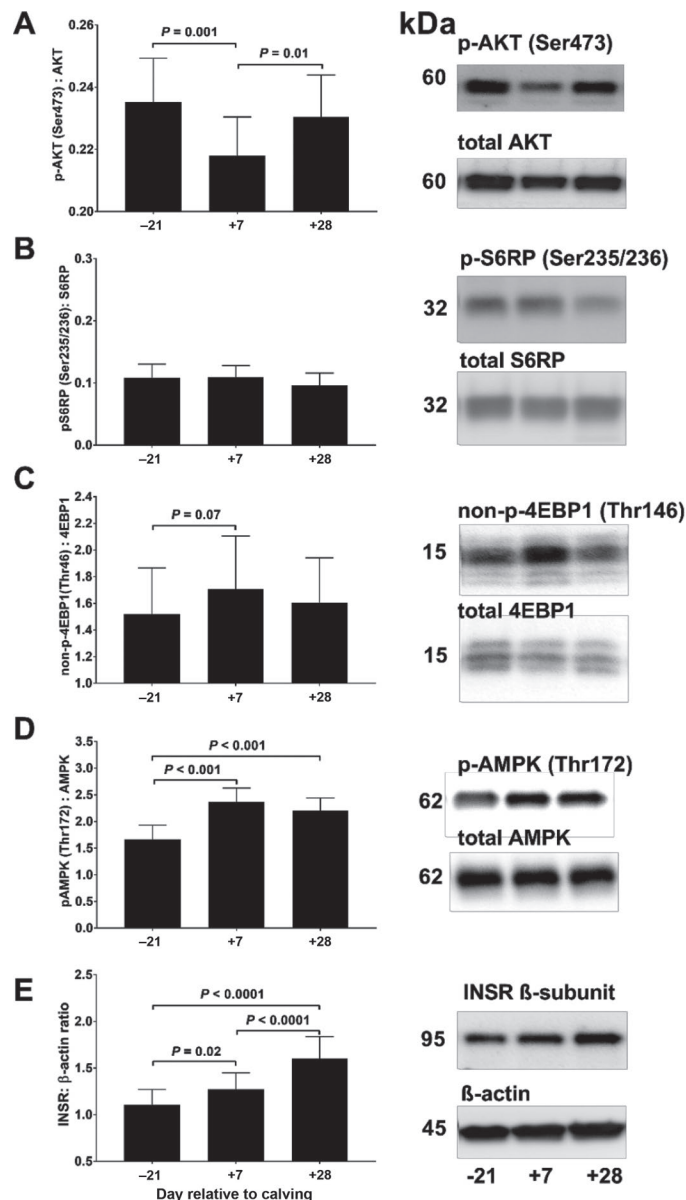 A
p-AKT (Ser473) : AKT
0.26
0.24
0.22
0.20
P = 0.001
P = 0.01
–21
+7
+28
kDa
p-AKT (Ser473)
60
total AKT
60
B
pS6RP (Ser235/236): S6RP
0.3
0.2
0.1
0.0
–21
+7
+28
p-S6RP (Ser235/236)
32
total S6RP
32
C
non-p-4EBP1(Thr46) : 4EBP1
2.4
2.2
2.0
1.8
1.6
1.4
1.2
1.0
P = 0.07
–21
+7
+28
non-p-4EBP1 (Thr146)
15
total 4EBP1
15
D
pAMPK (Thr172) : AMPK
3.5
3.0
2.5
2.0
1.5
1.0
0.5
0.0
P < 0.001
P < 0.001
–21
+7
+28
p-AMPK (Thr172)
62
total AMPK
62
E
INSR: β-actin ratio
2.5
2.0
1.5
1.0
0.5
P < 0.0001
P < 0.0001
P = 0.02
–21
+7
+28
Day relative to calving
INSR ß-subunit
95
ß-actin
45
-21 +7 +28